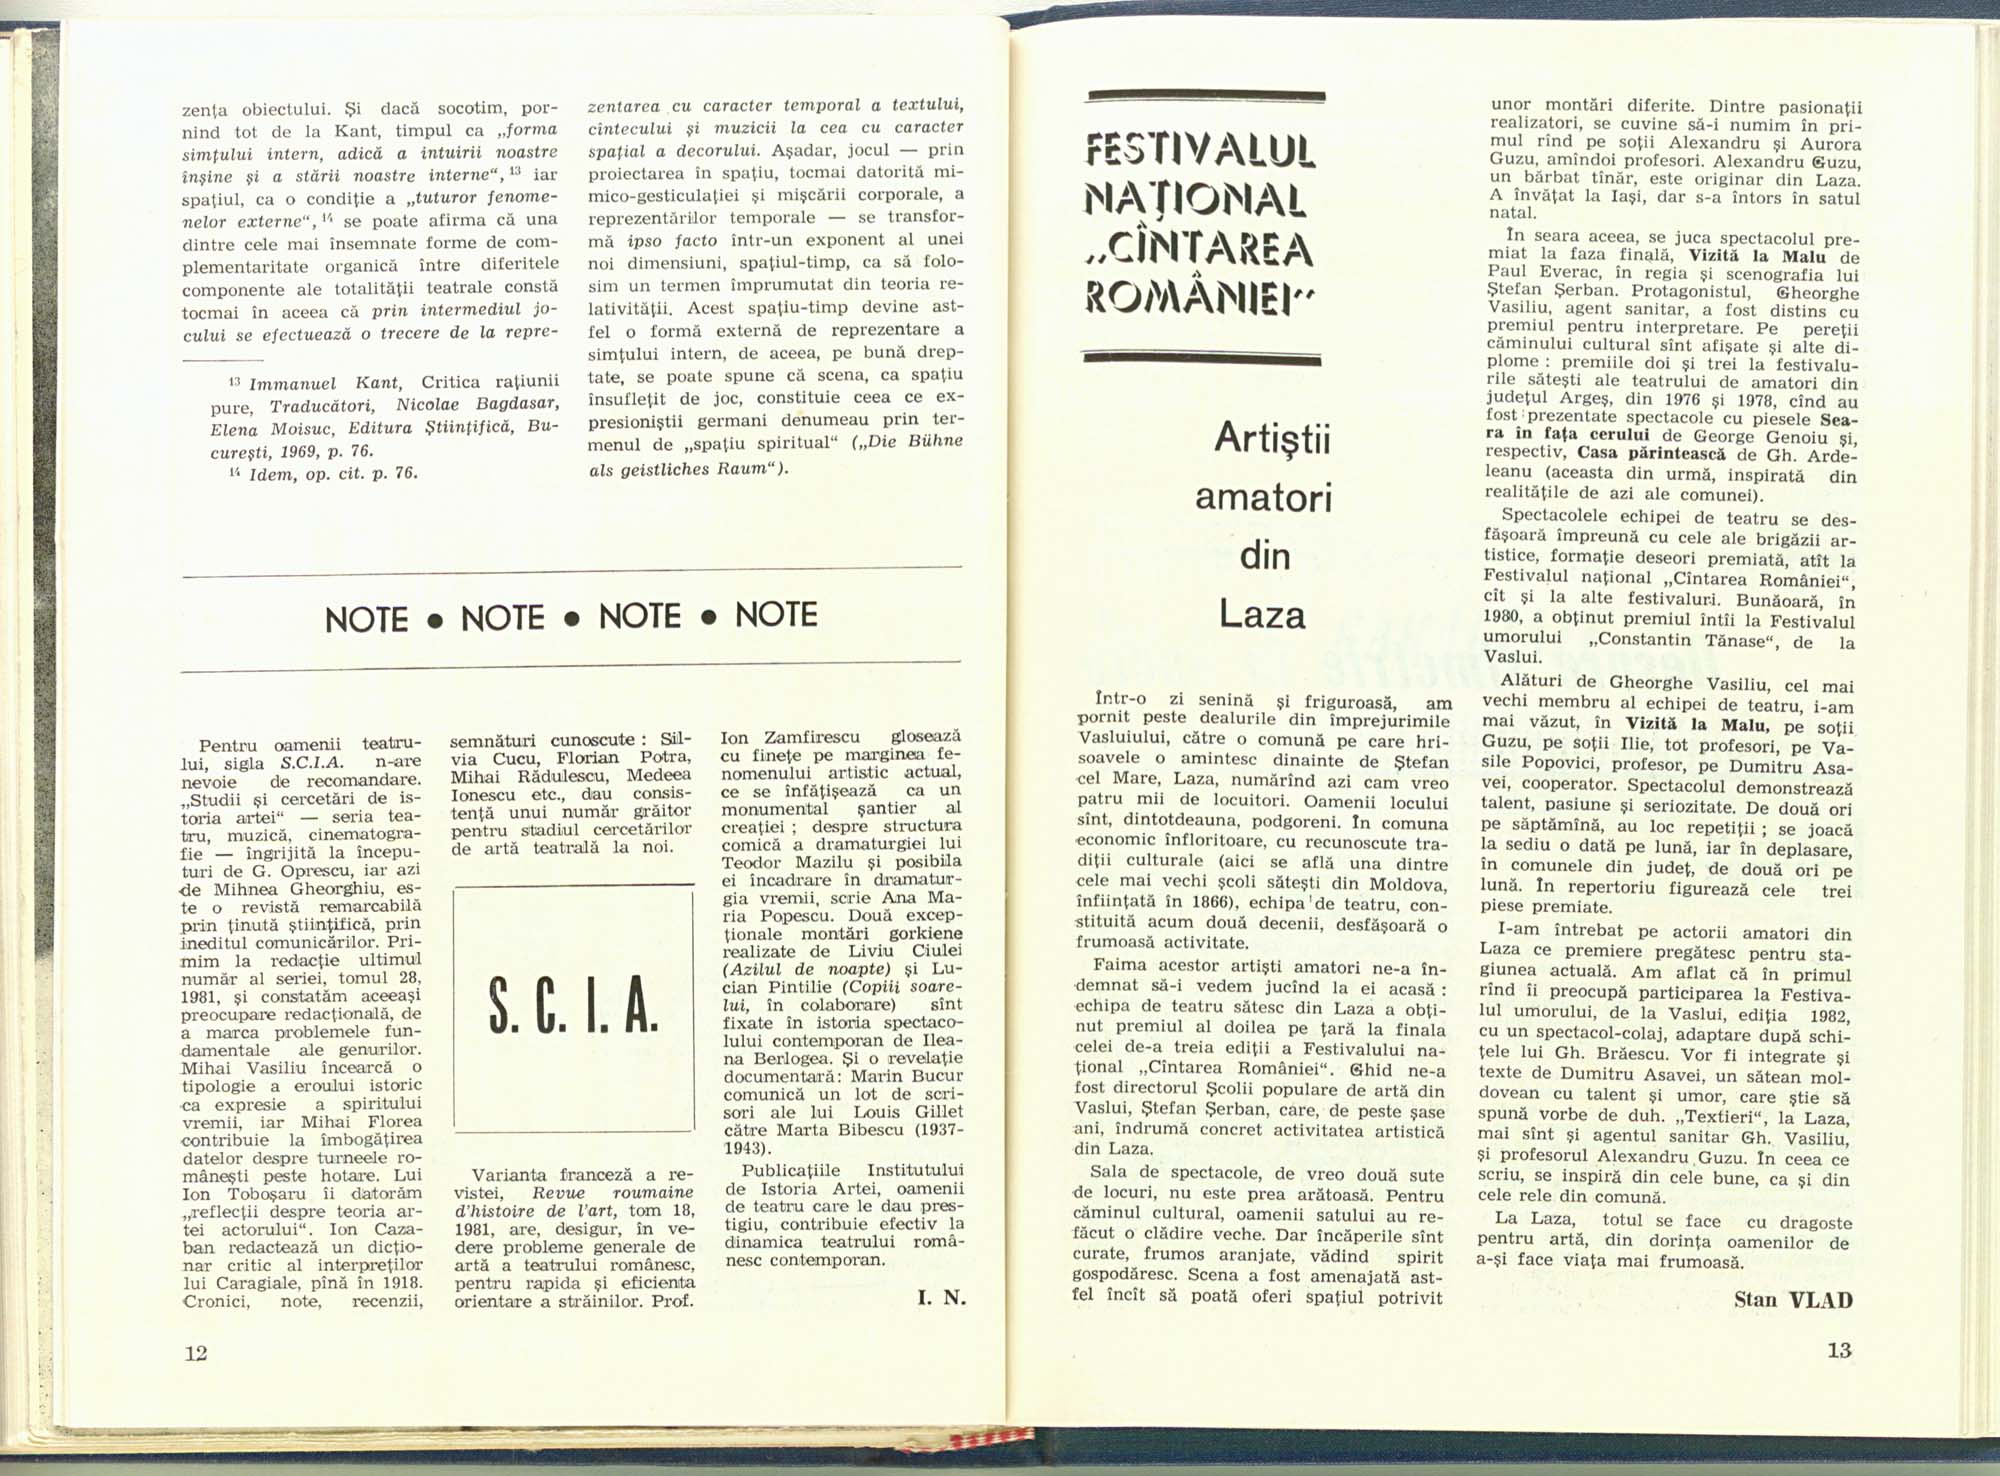 zența obiectului. Și dacă socotim, por-
nind tot de la Kant, timpul ca „forma
simțului intern, adică a intuirii noastre
înșine și a stării noastre interne“, 13 iar
spațiul, ca o condiție a „tuturor fenome-
nelor externe“, 14 se poate afirma că una
dintre cele mai însemnate forme de com-
plementaritate organică între diferitele
componente ale totalității teatrale constă
tocmai în aceea că prin intermediul jo-
cului se efectuează o trecere de la repre-
13 Immanuel Kant, Critica rațiunii
pure, Traducători, Nicolae Bagdasar,
Elena Moisuc, Editura Științifică, Bu-
curești, 1969, p. 76.
14 Idem, op. cit. p. 76.
zentarea cu caracter temporal a textului,
cîntecului și muzicii la cea cu caracter
spațial a decorului. Așadar, jocul — prin
proiectarea în spațiu, tocmai datorită mi-
mico-gesticulației și mișcării corporale, a
reprezentărilor temporale — se transfor-
mă ipso facto într-un exponent al unei
noi dimensiuni, spațiul-timp, ca să folo-
sim un termen împrumutat din teoria re-
lativității. Acest spațiu-timp devine ast-
fel o formă externă de reprezentare a
simțului intern, de aceea, pe bună drep-
tate, se poate spune că scena, ca spațiu
însuflețit de joc, constituie ceea ce ex-
presioniștii germani denumeau prin ter-
menul de „spațiu spiritual“ („Die Bühne
als geistliches Raum“).
NOTE ● NOTE ● NOTE ● NOTE
Pentru oamenii teatru-
lui, sigla S.C.I.A. n-are
nevoie de recomandare.
„Studii și cercetări de is-
toria artei“ — seria tea-
tru, muzică, cinematogra-
fie — îngrijită la începu-
turi de G. Oprescu, iar azi
de Mihnea Gheorghiu, es-
te o revistă remarcabilă
prin ținută științifică, prin
ineditul comunicărilor. Pri-
mim la redacție ultimul
număr al seriei, tomul 28,
1981, și constatăm aceeași
preocupare redacțională, de
a marca problemele fun-
damentale ale genurilor.
Mihai Vasiliu încearcă o
tipologie a eroului istoric
ca expresie a spiritului
vremii, iar Mihai Florea
contribuie la îmbogățirea
datelor despre turneele ro-
mânești peste hotare. Lui
Ion Toboșaru îi datorăm
„reflecții despre teoria ar-
tei actorului“. Ion Caza-
ban redactează un dicțio-
nar critic al interpreților
lui Caragiale, pînă în 1918.
Cronici, note, recenzii,
semnături cunoscute : Sil-
via Cucu, Florian Potra,
Mihai Rădulescu, Medeea
Ionescu etc., dau consis-
tență unui număr grăitor
pentru stadiul cercetărilor
de artă teatrală la noi.
S. C. I. A.
Varianta franceză a re-
vistei, Revue roumaine
d'histoire de l'art, tom 18,
1981, are, desigur, în ve-
dere probleme generale de
artă a teatrului românesc,
pentru rapida și eficienta
orientare a străinilor. Prof.
Ion Zamfirescu glosează
cu finețe pe marginea fe-
nomenului artistic actual,
ce se înfățișează ca un
monumental șantier al
creației ; despre structura
comică a dramaturgiei lui
Teodor Mazilu și posibila
ei încadrare în dramatur-
gia vremii, scrie Ana Ma-
ria Popescu. Două excep-
ționale montări gorkiene
realizate de Liviu Ciulei
(Azilul de noapte) și Lu-
cian Pintilie (Copiii soare-
lui, în colaborare) sînt
fixate în istoria spectaco-
lului contemporan de Ilea-
na Berlogea. Și o revelație
documentară: Marin Bucur
comunică un lot de scri-
sori ale lui Louis Gillet
către Marta Bibescu (1937-
1943).
Publicațiile Institutului
de Istoria Artei, oamenii
de teatru care le dau pres-
tigiu, contribuie efectiv la
dinamica teatrului româ-
nesc contemporan.
I. N.
12
FESTIVALUL
NAȚIONAL
„CÎNTAREA
ROMÂNIEI“
Artiștii
amatori
din
Laza
Într-o zi senină și friguroasă, am
pornit peste dealurile din împrejurimile
Vasluiului, către o comună pe care hri-
soavele o amintesc dinainte de Ștefan
cel Mare, Laza, numărînd azi cam vreo
patru mii de locuitori. Oamenii locului
sînt, dintotdeauna, podgoreni. În comuna
economic înfloritoare, cu recunoscute tra-
diții culturale (aici se află una dintre
cele mai vechi școli sătești din Moldova,
înființată în 1866), echipa de teatru, con-
stituită acum două decenii, desfășoară o
frumoasă activitate.
Faima acestor artiști amatori ne-a în-
demnat să-i vedem jucînd la ei acasă :
echipa de teatru sătesc din Laza a obți-
nut premiul al doilea pe țară la finala
celei de-a treia ediții a Festivalului na-
țional „Cîntarea României“. Ghid ne-a
fost directorul Școlii populare de artă din
Vaslui, Ștefan Șerban, care, de peste șase
ani, îndrumă concret activitatea artistică
din Laza.
Sala de spectacole, de vreo două sute
de locuri, nu este prea arătoasă. Pentru
căminul cultural, oamenii satului au re-
făcut o clădire veche. Dar încăperile sînt
curate, frumos aranjate, vădind spirit
gospodăresc. Scena a fost amenajată ast-
fel încît să poată oferi spațiul potrivit
unor montări diferite. Dintre pasionații
realizatori, se cuvine să-i numim în pri-
mul rînd pe soții Alexandru și Aurora
Guzu, amîndoi profesori. Alexandru Guzu,
un bărbat tînăr, este originar din Laza.
A învățat la Iași, dar s-a întors în satul
natal.
În seara aceea, se juca spectacolul pre-
miat la faza finală, Vizită la Malu de
Paul Everac, în regia și scenografia lui
Ștefan Șerban. Protagonistul, Gheorghe
Vasiliu, agent sanitar, a fost distins cu
premiul pentru interpretare. Pe pereții
căminului cultural sînt afișate și alte di-
plome : premiile doi și trei la festivalu-
rile sătești ale teatrului de amatori din
județul Argeș, din 1976 și 1978, cînd au
fost prezentate spectacole cu piesele Sea-
ra în fața cerului de George Genoiu și,
respectiv, Casa părintească de Gh. Arde-
leanu (aceasta din urmă, inspirată din
realitățile de azi ale comunei).
Spectacolele echipei de teatru se des-
fășoară împreună cu cele ale brigăzii ar-
tistice, formație deseori premiată, atît la
Festivalul național „Cîntarea României“,
cît și la alte festivaluri. Bunăoară, în
1980, a obținut premiul întîi la Festivalul
umorului „Constantin Tănase“, de la
Vaslui.
Alături de Gheorghe Vasiliu, cel mai
vechi membru al echipei de teatru, i-am
mai văzut, în Vizită la Malu, pe soții
Guzu, pe soții Ilie, tot profesori, pe Va-
sile Popovici, profesor, pe Dumitru Asa-
vei, cooperator. Spectacolul demonstrează
talent, pasiune și seriozitate. De două ori
pe săptămînă, au loc repetiții ; se joacă
la sediu o dată pe lună, iar în deplasare,
în comunele din județ, de două ori pe
lună. În repertoriu figurează cele trei
piese premiate.
I-am întrebat pe actorii amatori din
Laza ce premiere pregătesc pentru sta-
giunea actuală. Am aflat că în primul
rînd îi preocupă participarea la Festiva-
lul umorului, de la Vaslui, ediția 1982,
cu un spectacol-colaj, adaptare după schi-
țele lui Gh. Brăescu. Vor fi integrate și
texte de Dumitru Asavei, un sătean mol-
dovean cu talent și umor, care știe să
spună vorbe de duh. „Textieri“, la Laza,
mai sînt și agentul sanitar Gh. Vasiliu,
și profesorul Alexandru Guzu. În ceea ce
scriu, se inspiră din cele bune, ca și din
cele rele din comună.
La Laza, totul se face cu dragoste
pentru artă, din dorința oamenilor de
a-și face viața mai frumoasă.
Stan VLAD
13